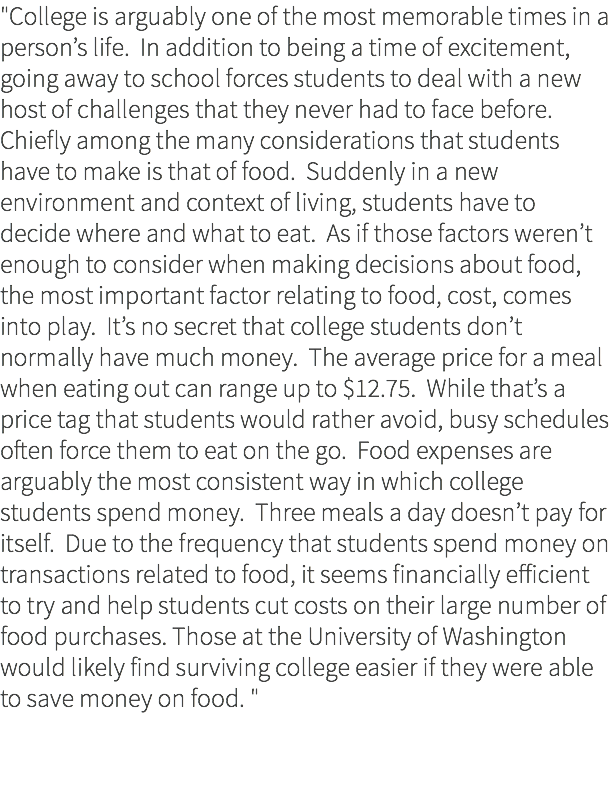 "College is arguably one of the most memorable times in a
person’s life.  In addition to being a time of excitement,
going away to school forces students to deal with a new
host of challenges that they never had to face before.
Chiefly among the many considerations that students
have to make is that of food.  Suddenly in a new
environment and context of living, students have to
decide where and what to eat.  As if those factors weren’t
enough to consider when making decisions about food,
the most important factor relating to food, cost, comes
into play.  It’s no secret that college students don’t
normally have much money.  The average price for a meal
when eating out can range up to $12.75.  While that’s a
price tag that students would rather avoid, busy schedules
often force them to eat on the go.  Food expenses are
arguably the most consistent way in which college
students spend money.  Three meals a day doesn’t pay for
itself.  Due to the frequency that students spend money on
transactions related to food, it seems financially efficient
to try and help students cut costs on their large number of
food purchases. Those at the University of Washington
would likely find surviving college easier if they were able
to save money on food. "